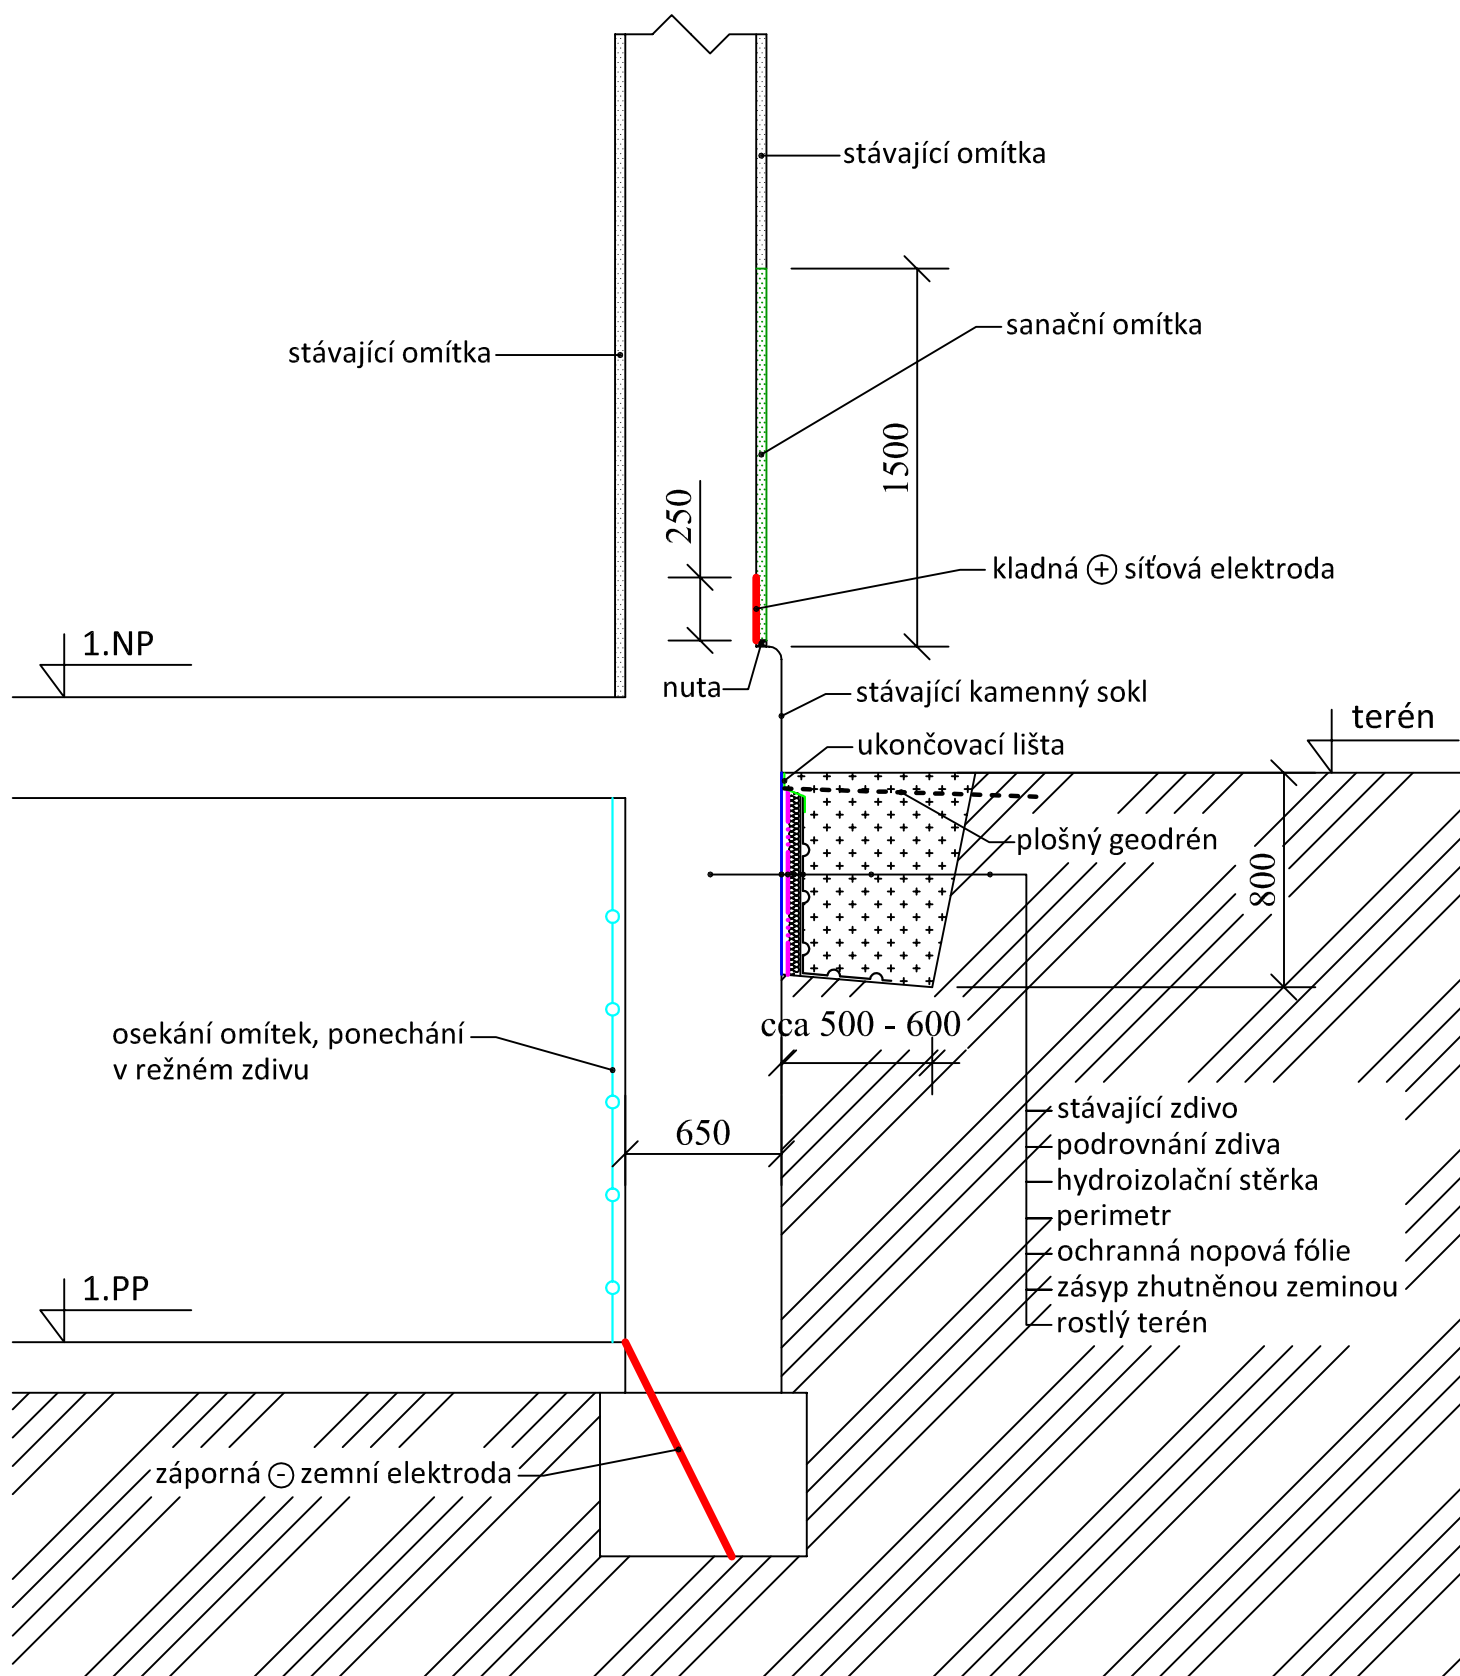 stávající omítka
sanační omítka
stávající omítka
1500
250
kladná + síťová elektroda
1.NP
nuta
stávající kamenný sokl
terén
ukončovací lišta
plošný geodrén
800
cca 500 - 600
osekání omítek, ponechání
v režném zdivu
650
stávající zdivo
podrovnání zdiva
hydroizolační stěrka
perimetr
ochranná nopová fólie
zásyp zhutněnou zeminou
rostlý terén
1.PP
záporná - zemní elektroda